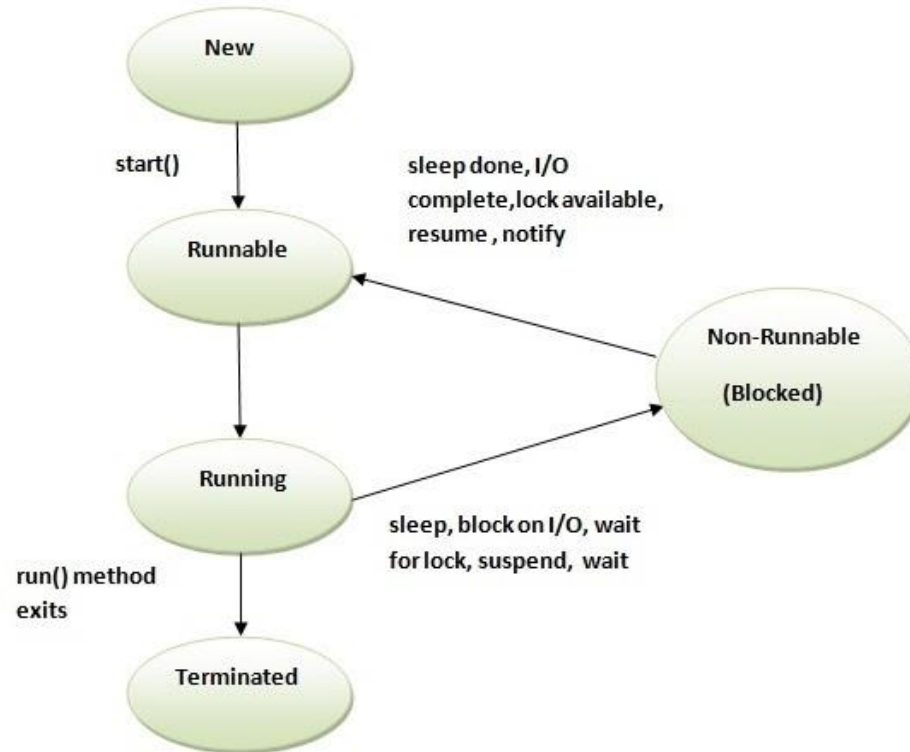 New
start()
sleep done, I/O
complete,lock available,
resume , notify
Runnable
Non-Runnable
(Blocked)
Running
sleep, block on I/O, wait
for lock, suspend, wait
run() method
exits
Terminated